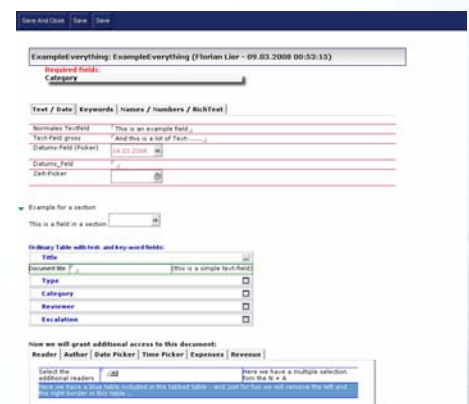 Save And Close Save Save
ExampleEverything: ExampleEverything (Florian Lier - 09.03.2008 00:53:15)
Required fields:
Category
Text / Date Keywords Names / Numbers / RichText
Normales Textfeld This is an example field
Text-Feld gross And this is a lot of Text-......
Datums-Feld (Picker) 14.03.2008
Datums_Feld
Zeit-Picker
Example for a section
This is a field in a section
Ordinary Table with text- and key-word fields:
Title
Document title (this is a simple text-field)
Type
Category
Reviewer
Escalation
Now we will grant additional access to this document:
Reader Author Date Picker Time Picker Expenses Revenue
Select the additional readers
Here we have a multiple selection
from the N + A
Here we have a blue table included in the tabbed table - and just for fun we will remove the left and
the right border in this table ...